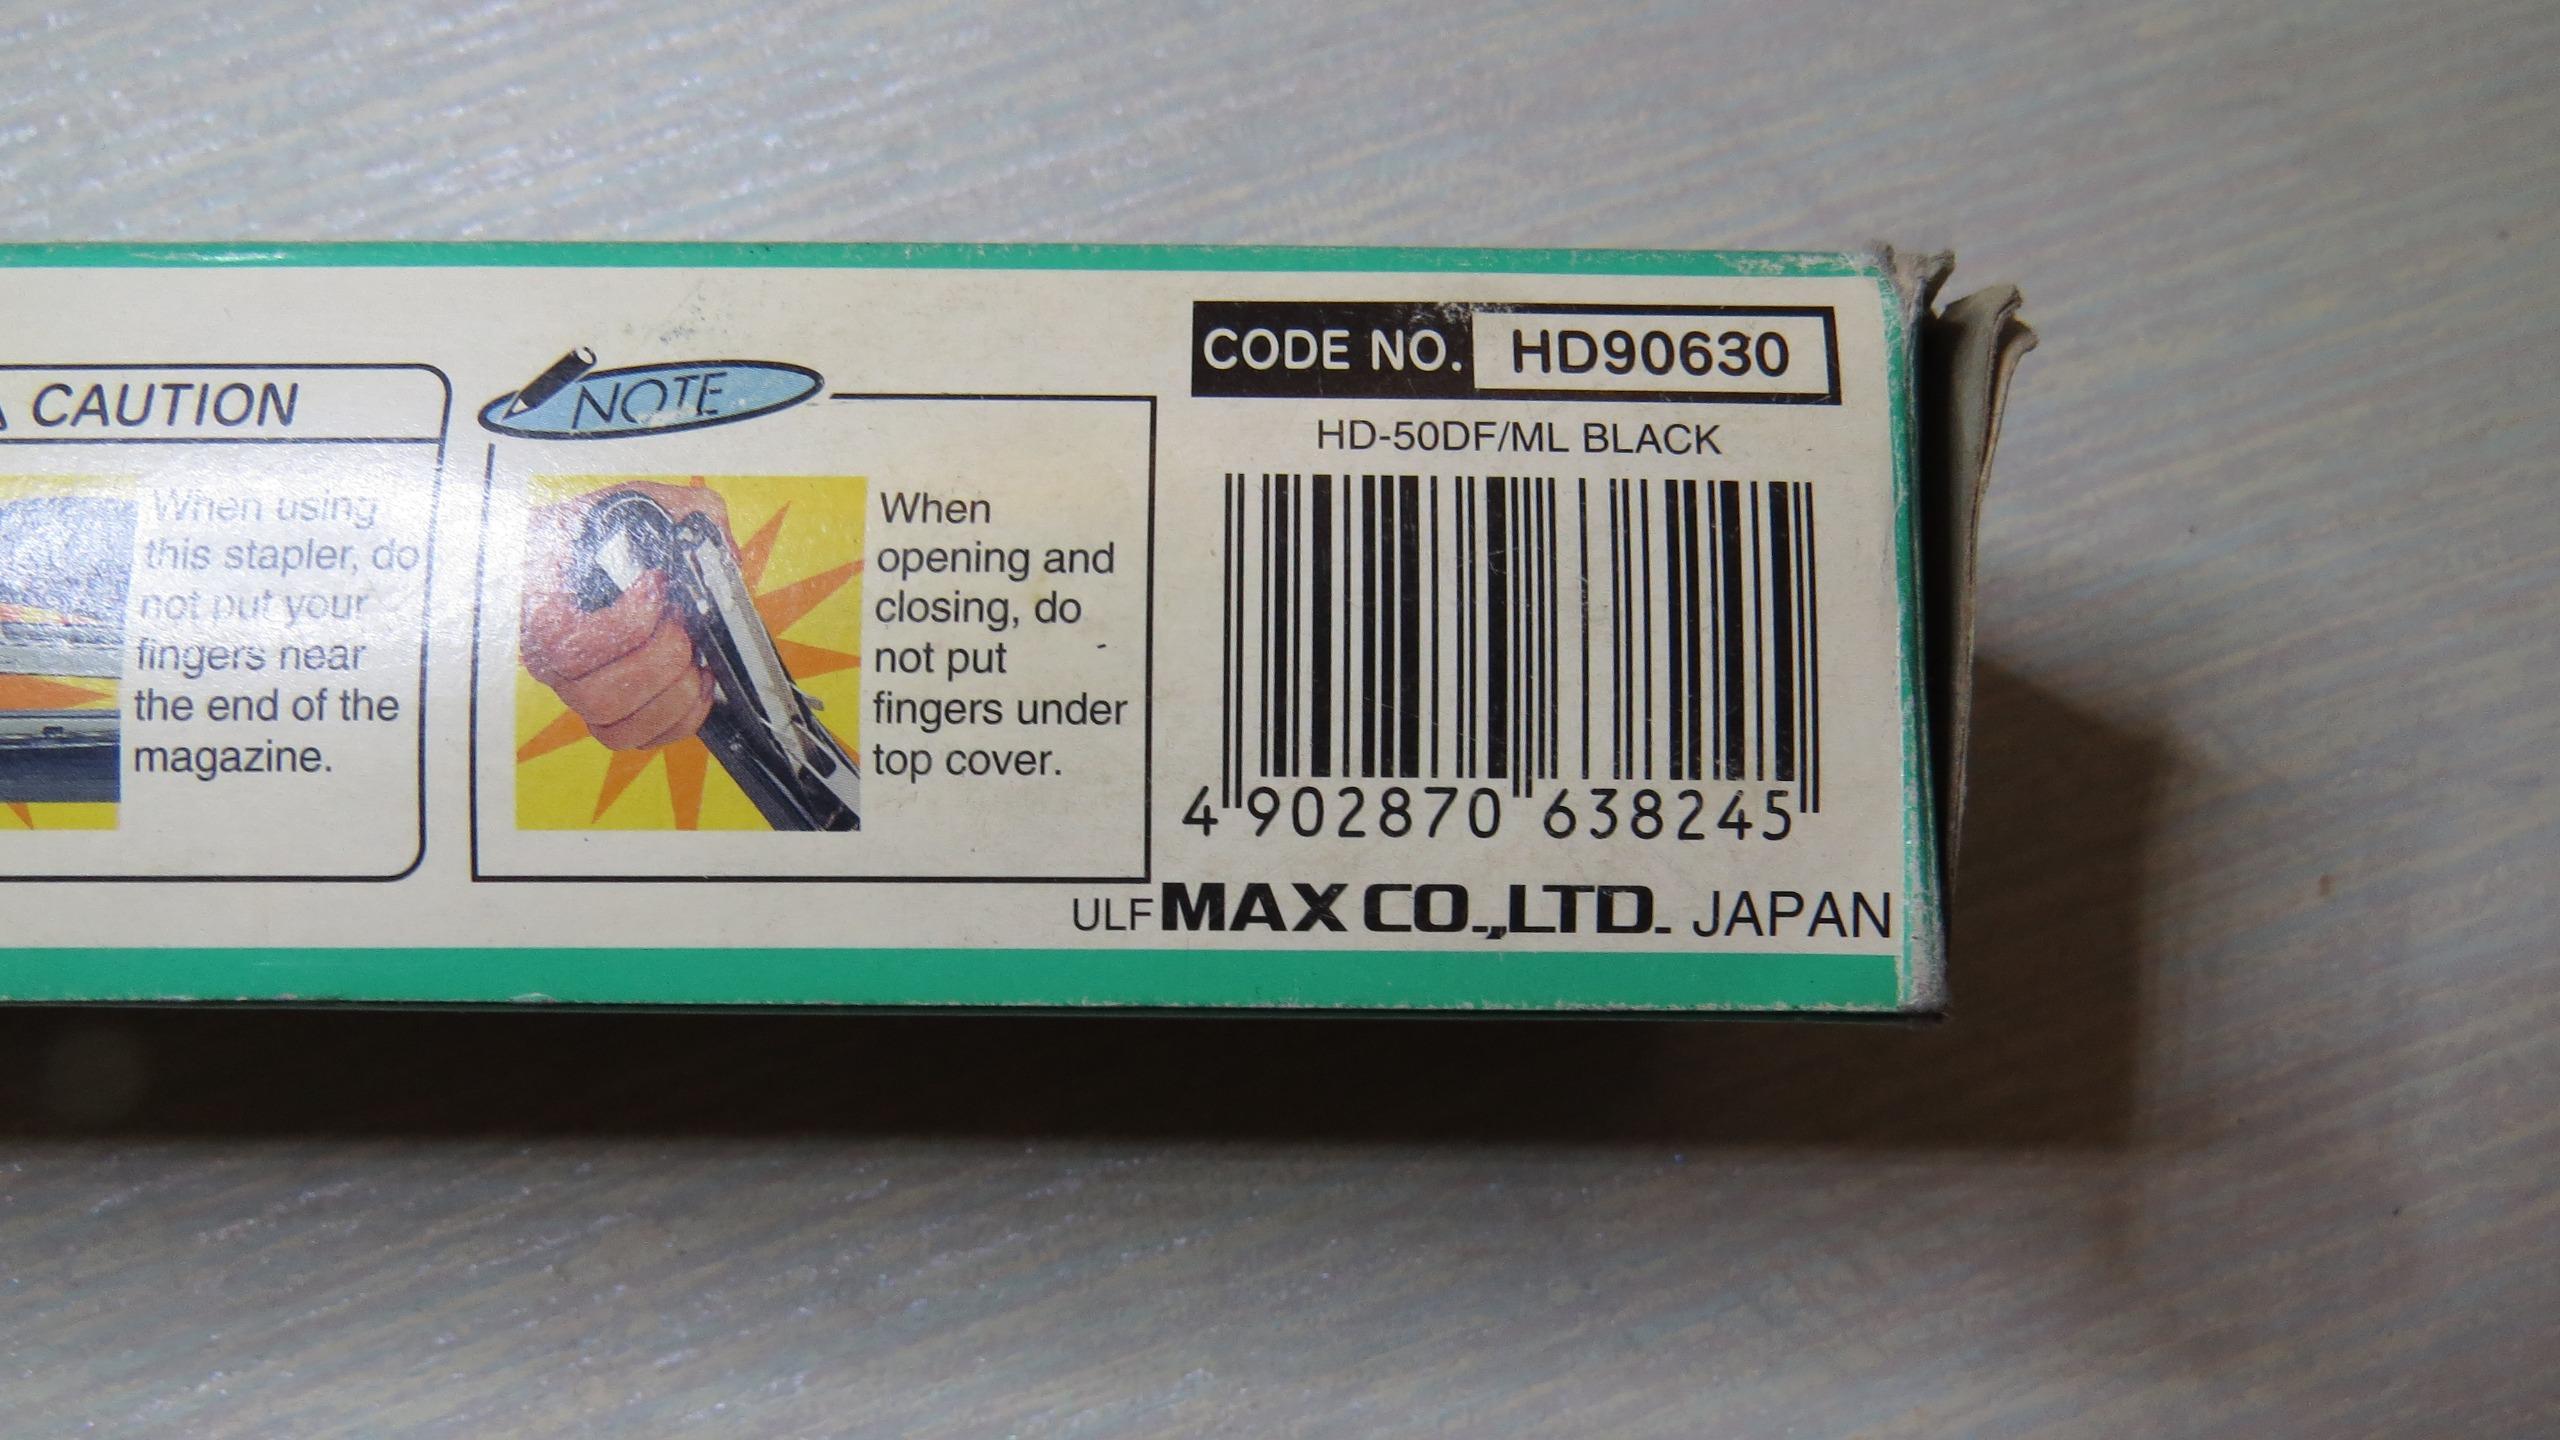 CAUTION
When using
this stapler, do
not put your
fingers near
the end of the
magazine.
NOTE
When
opening and
closing, do
not put
fingers under
top cover.
CODE NO. HD90630
HD-50DF/ML BLACK
4 902870 638245
ULF MAX CO.,LTD. JAPAN